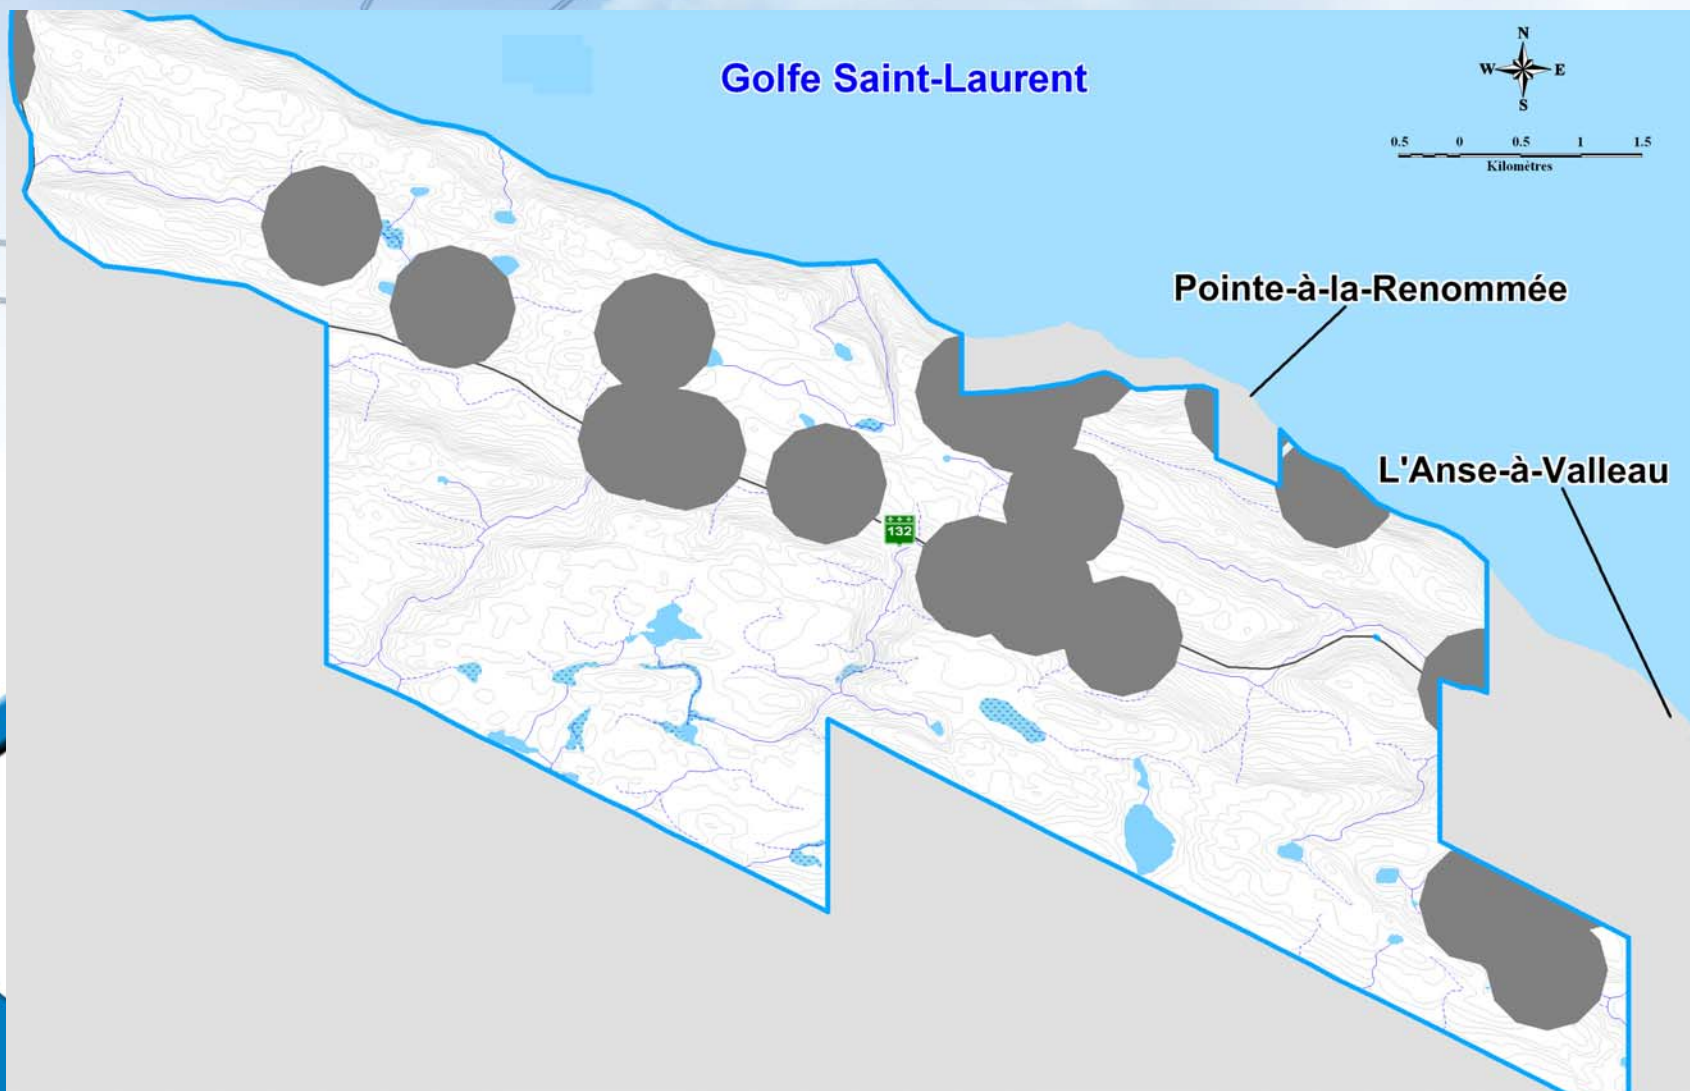 N
Golfe Saint-Laurent
W E
S
0.5 0 0.5 1 1.5
Kilomètres
Pointe-à-la-Renommée
L'Anse-à-Valleau
132